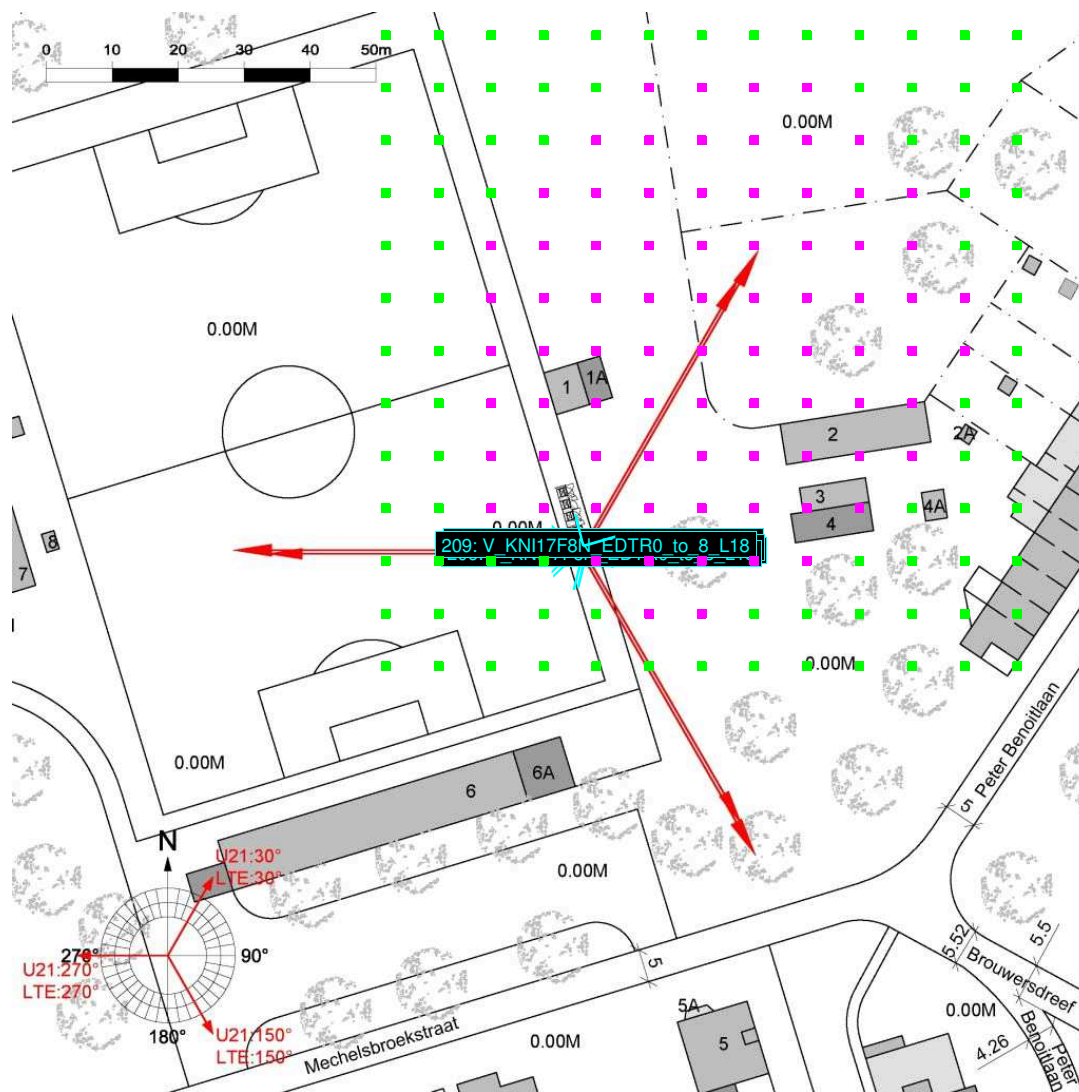 0 10 20 30 40 50m
0.00M
0.00M
1 1A
2
2A
3
4A
4
0.00M
209: V_KNI17F8N_EDTR0_to_8_L18
8
7
0.00M
0.00M
6A
6
Peter Benoitlaan
5
N
U21:30°
LTE:30°
0.00M
270°
90°
U21:270°
LTE:270°
180°
U21:150°
LTE:150°
5
5.52
5.5
Brouwersdreef
0.00M
4.26
Peter
Benoitlaan
Mechelsbroekstraat
0.00M
5A
5